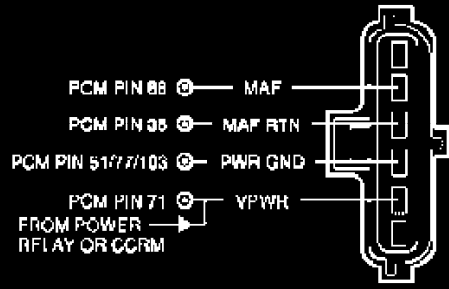 PCM PIN 88 MAF
PCM PIN 36 MAF RTN
PCM PIN 51/77/103 PWR GND
PCM PIN 71 VPWR
FROM POWER
RELAY OR CCRM